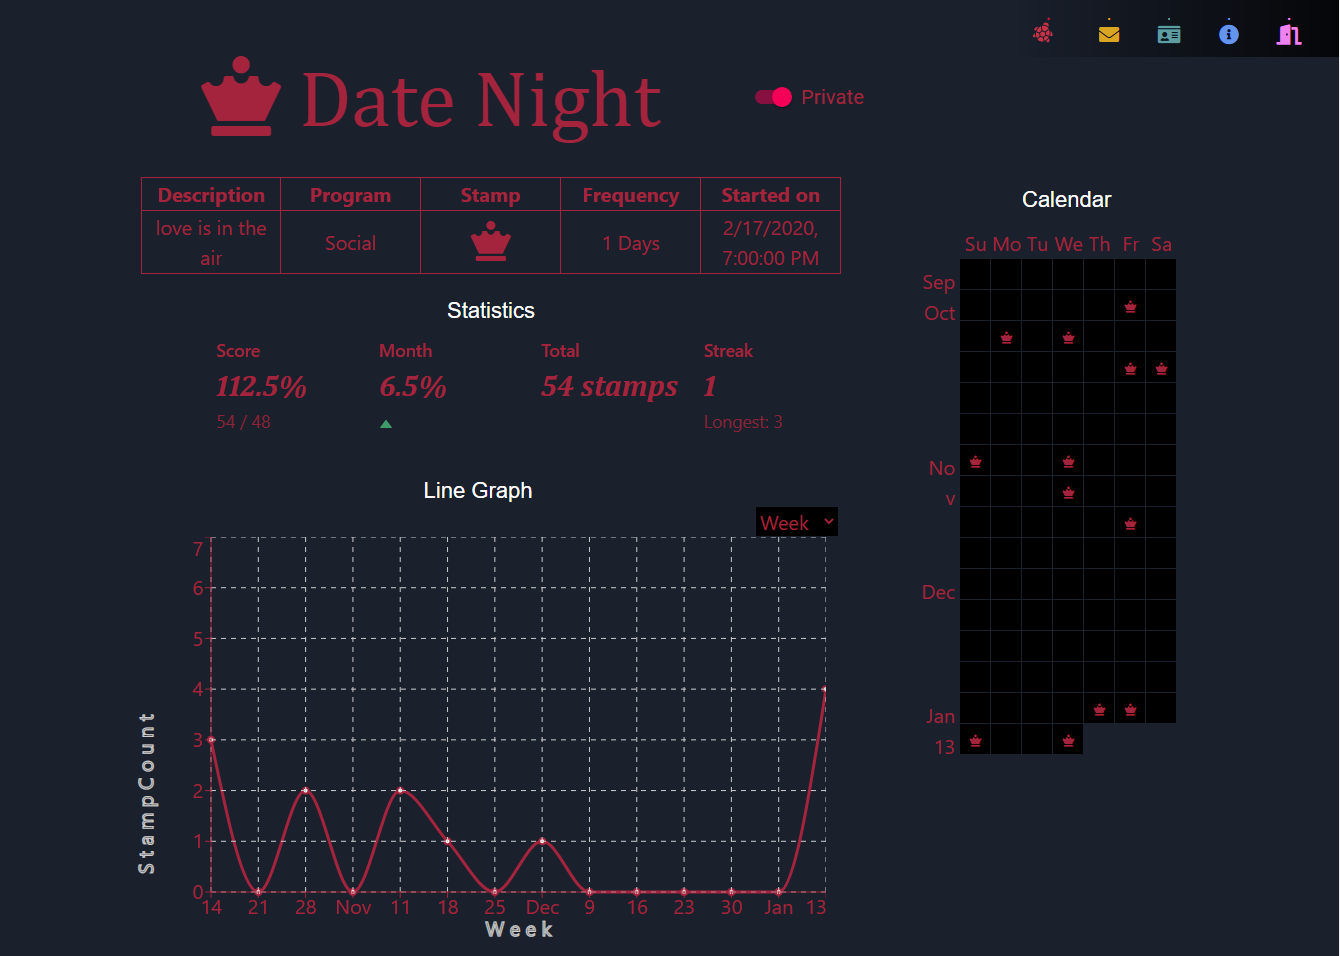 Date Night
Private
Description Program Stamp Frequency Started on
love is in the air Social 1 Days 2/17/2020, 7:00:00 PM
Statistics
Score Month Total Streak
112.5% 6.5% 54 stamps 1
54 / 48 Longest: 3
Line Graph
Week
7
6
5
4
3
2
1
0
StampCount
14 21 28 Nov 11 18 25 Dec 9 16 23 30 Jan 13
Week
Calendar
Su Mo Tu We Th Fr Sa
Sep
Oct
No
v
Dec
Jan
13